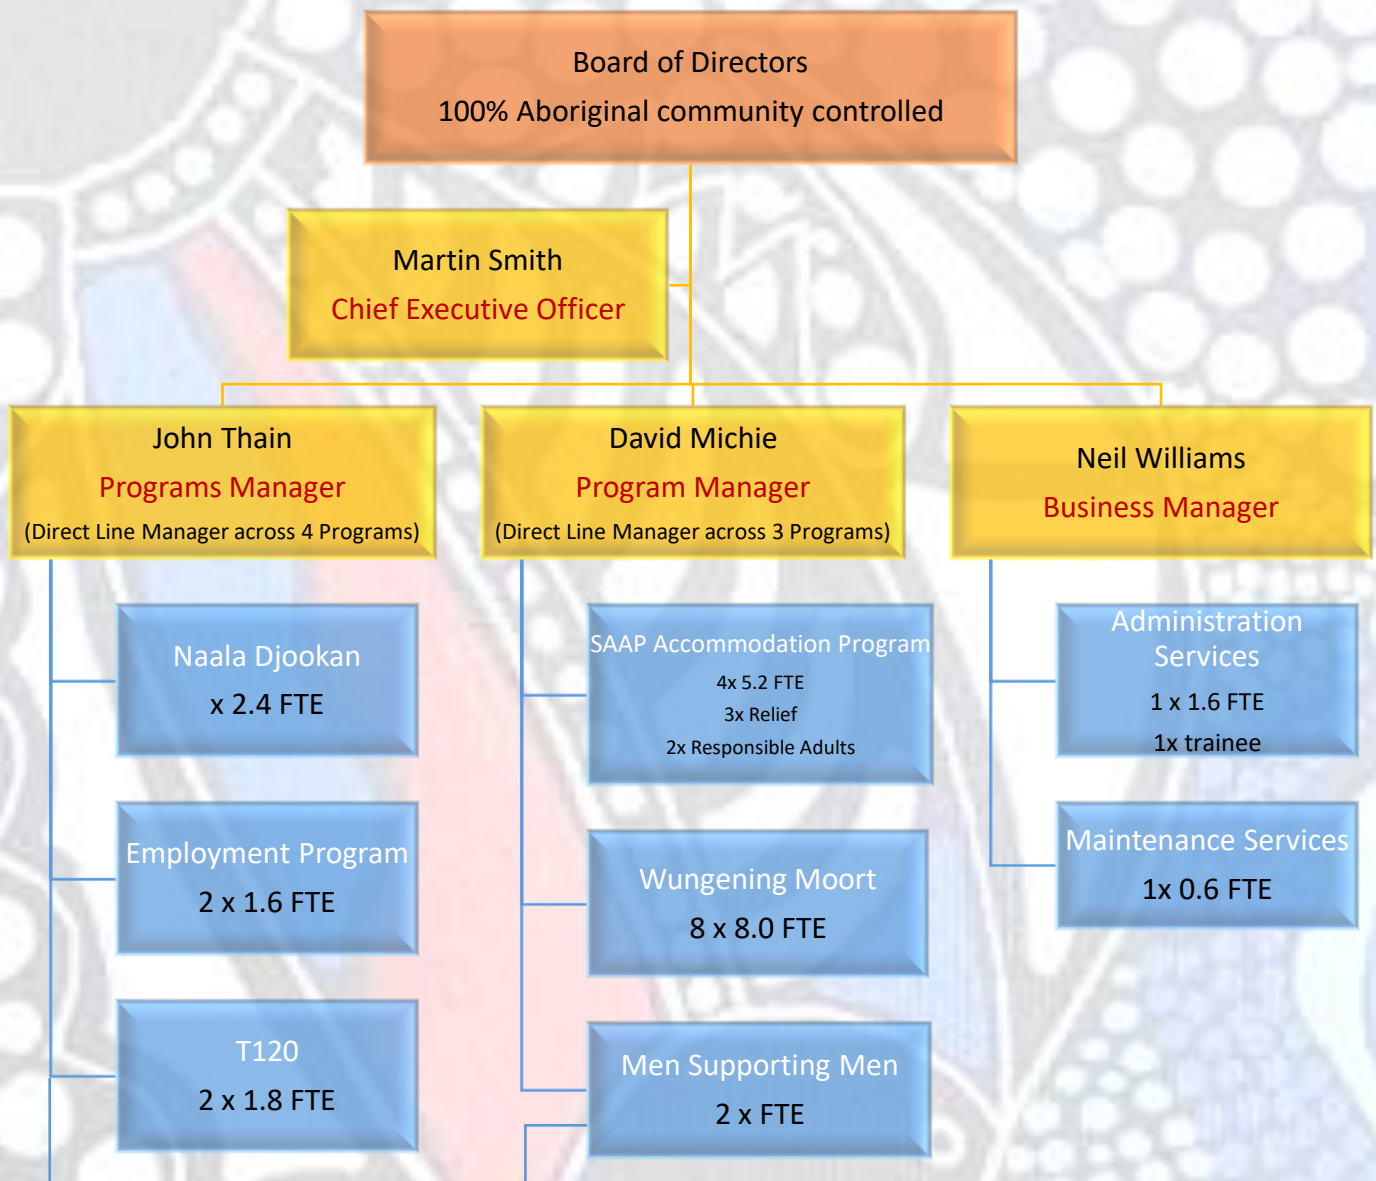 Board of Directors
100% Aboriginal community controlled
Martin Smith
Chief Executive Officer
John Thain
Programs Manager
(Direct Line Manager across 4 Programs)
David Michie
Program Manager
(Direct Line Manager across 3 Programs)
Neil Williams
Business Manager
Naala Djookan
x 2.4 FTE
Employment Program
2 x 1.6 FTE
T120
2 x 1.8 FTE
SAAP Accommodation Program
4x 5.2 FTE
3x Relief
2x Responsible Adults
Wungening Moort
8 x 8.0 FTE
Men Supporting Men
2 x FTE
Administration
Services
1 x 1.6 FTE
1x trainee
Maintenance Services
1x 0.6 FTE